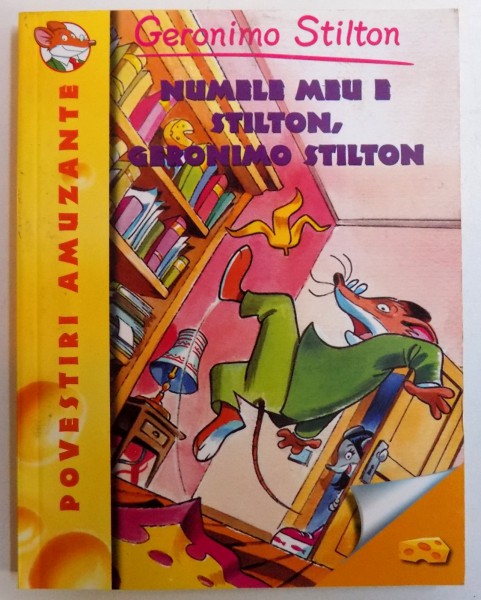 Geronimo Stilton
NUMELE MEU E
STILTON,
GERONIMO STILTON
POVESTIRI AMUZANTE